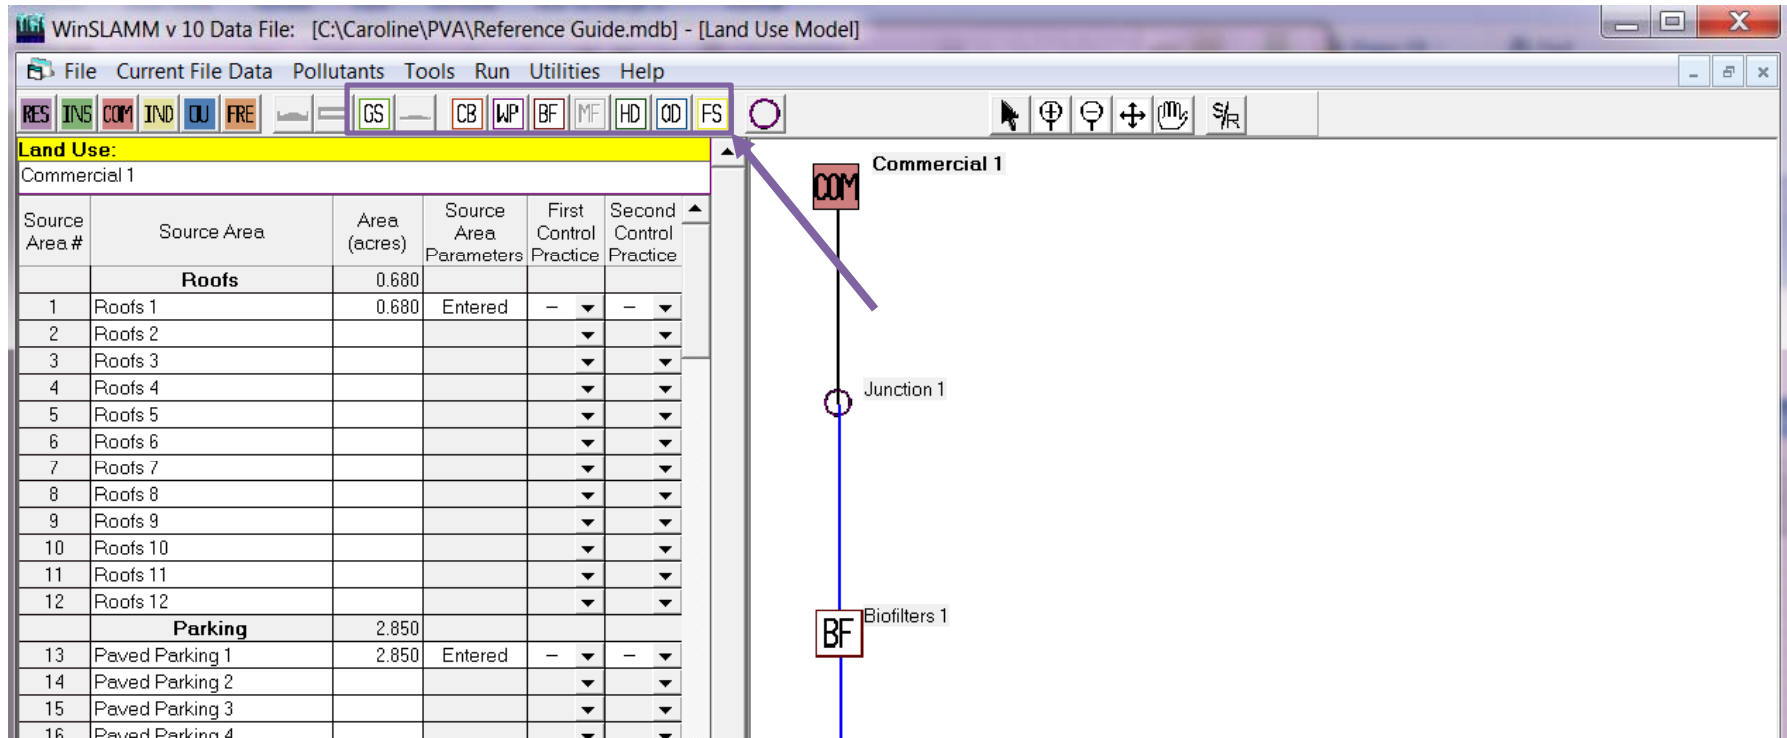 WinSLAMM v 10 Data File: [C:\Caroline\PVA\Reference Guide.mdb] - [Land Use Model]
File Current File Data Pollutants Tools Run Utilities Help
RES INS COM IND OU FRE GS CB WP BF MF HD OD FS S/R
Land Use:
Commercial 1
Source Area # Source Area Area (acres) Source Area Parameters First Control Practice Second Control Practice
Roofs 0.680
1 Roofs 1 0.680 Entered – –
2 Roofs 2
3 Roofs 3
4 Roofs 4
5 Roofs 5
6 Roofs 6
7 Roofs 7
8 Roofs 8
9 Roofs 9
10 Roofs 10
11 Roofs 11
12 Roofs 12
Parking 2.850
13 Paved Parking 1 2.850 Entered – –
14 Paved Parking 2
15 Paved Parking 3
16 Paved Parking 4
COM Commercial 1
Junction 1
BF Biofilters 1